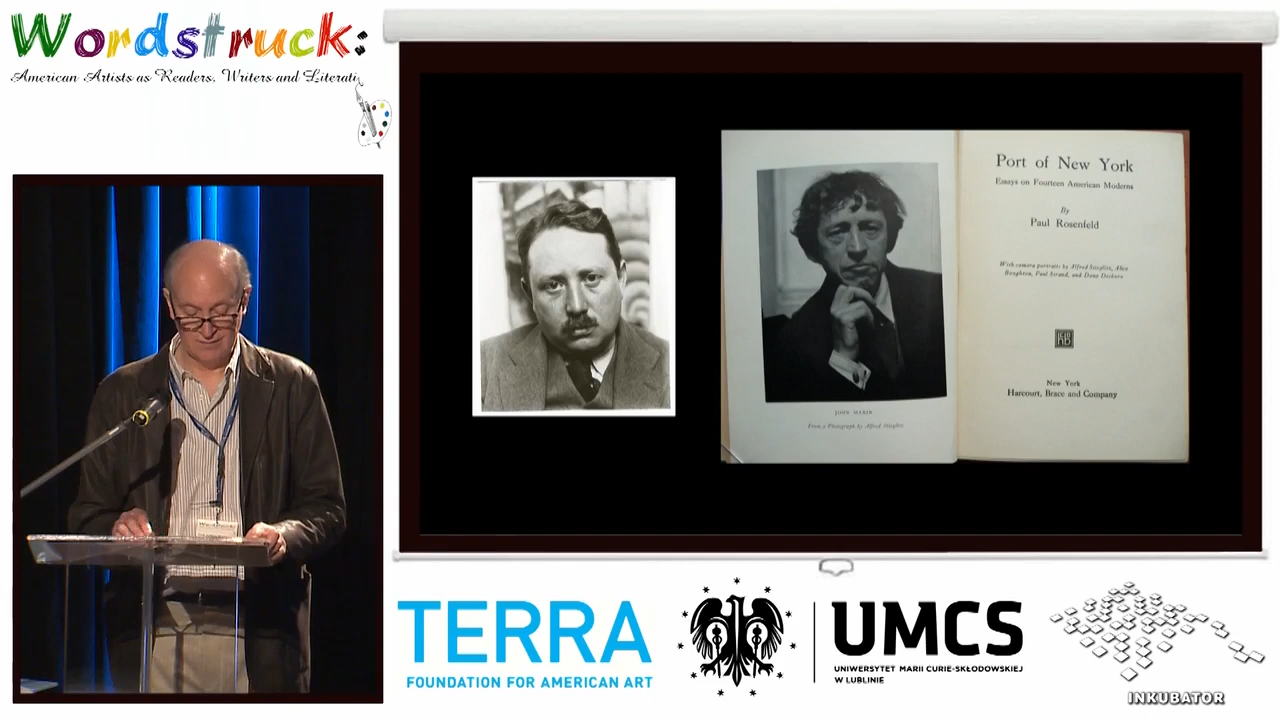 Wordstruck:
American Artists as Readers, Writers and Literati
Port of New York
Essays on Fourteen American Moderns
By
Paul Rosenfeld
With camera portraits by Alfred Stieglitz, Alice
Boughton, Paul Strand, and Dana Desboro
New York
Harcourt, Brace and Company
JOHN MARIN
From a Photograph by Alfred Stieglitz
TERRA
FOUNDATION FOR AMERICAN ART
UMCS
UNIWERSYTET MARII CURIE-SKŁODOWSKIEJ
W LUBLINIE
INKUBATOR